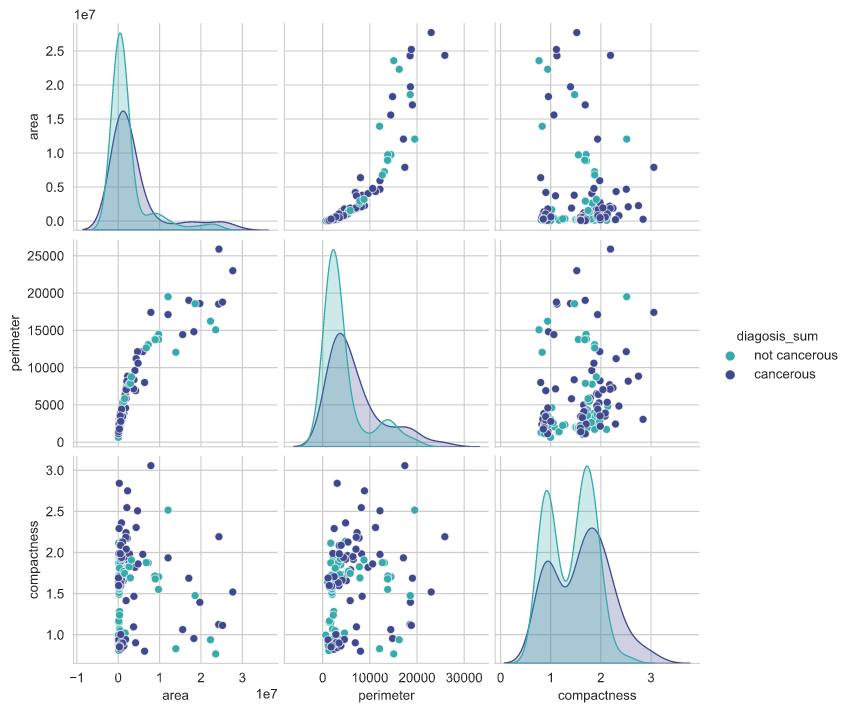 1e7
2.5
2.0
1.5
1.0
0.5
0.0
area
25000
20000
15000
10000
5000
0
perimeter
diagosis_sum
not cancerous
cancerous
3.0
2.5
2.0
1.5
1.0
compactness
−1 0 1 2 3
1e7
area
0 10000 20000 30000
perimeter
0 1 2 3
compactness